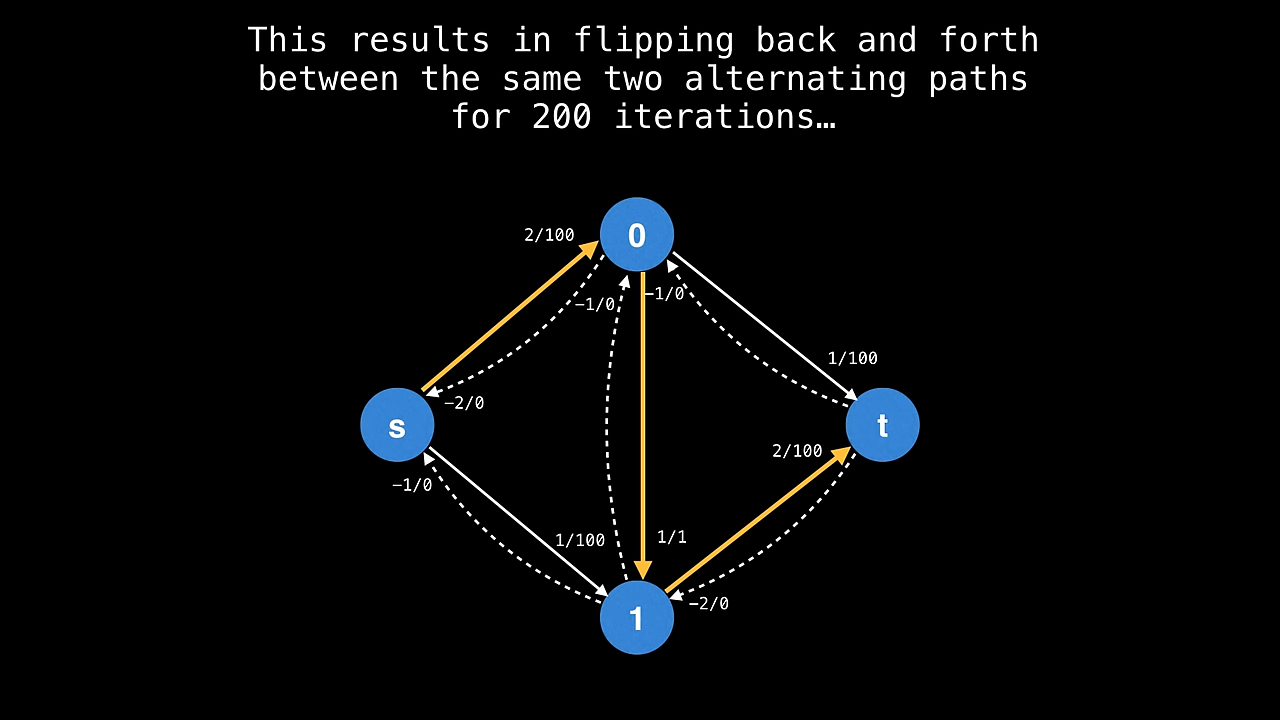 This results in flipping back and forth
between the same two alternating paths
for 200 iterations…
0
2/100
−1/0
−1/0
1/100
−2/0
s
t
2/100
−1/0
1/100
1/1
−2/0
1